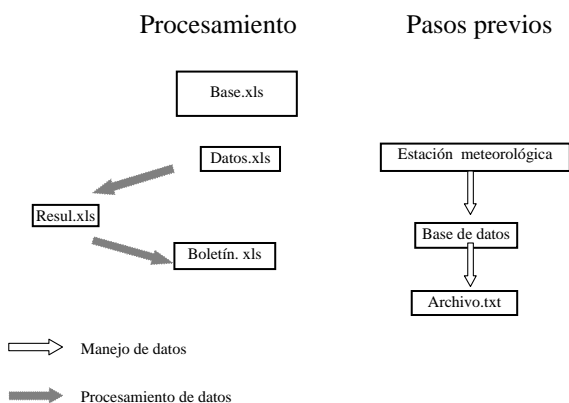 Procesamiento
Pasos previos
Base.xls
Datos.xls
Estación meteorológica
Resul.xls
Base de datos
Boletín. xls
Archivo.txt
Manejo de datos
Procesamiento de datos